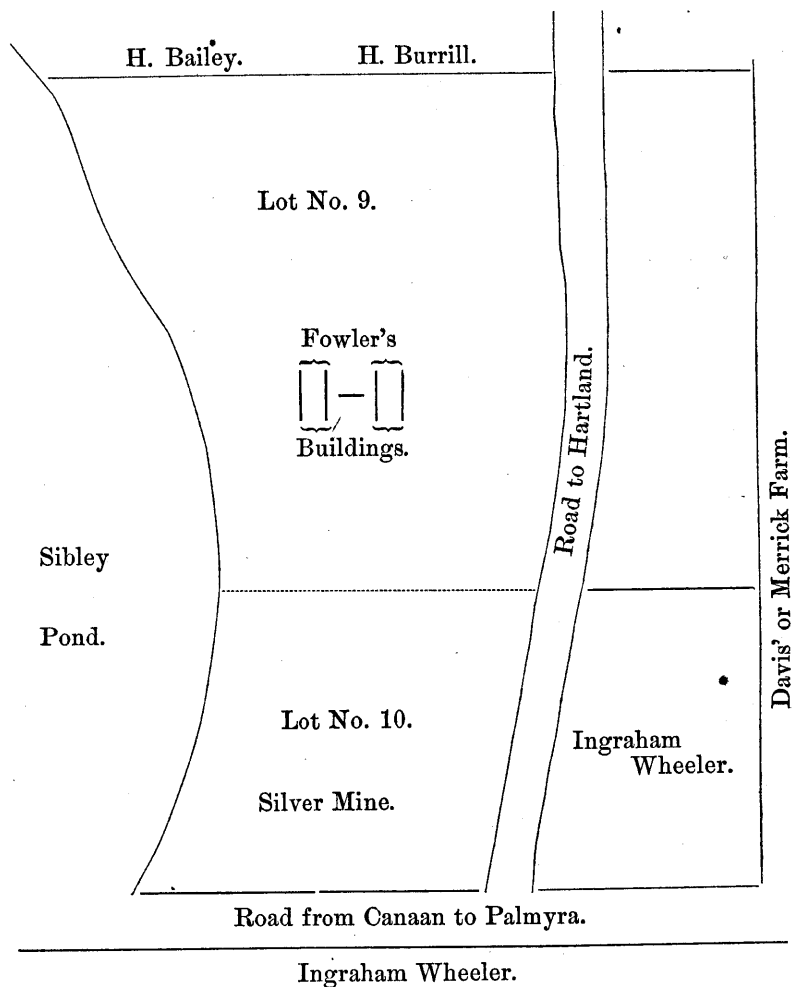 H. Bailey. H. Burrill.
Lot No. 9.
Fowler's
Buildings.
Road to Hartland.
Davis' or Merrick Farm.
Sibley
Pond.
Lot No. 10.
Silver Mine.
Ingraham
Wheeler.
Road from Canaan to Palmyra.
Ingraham Wheeler.